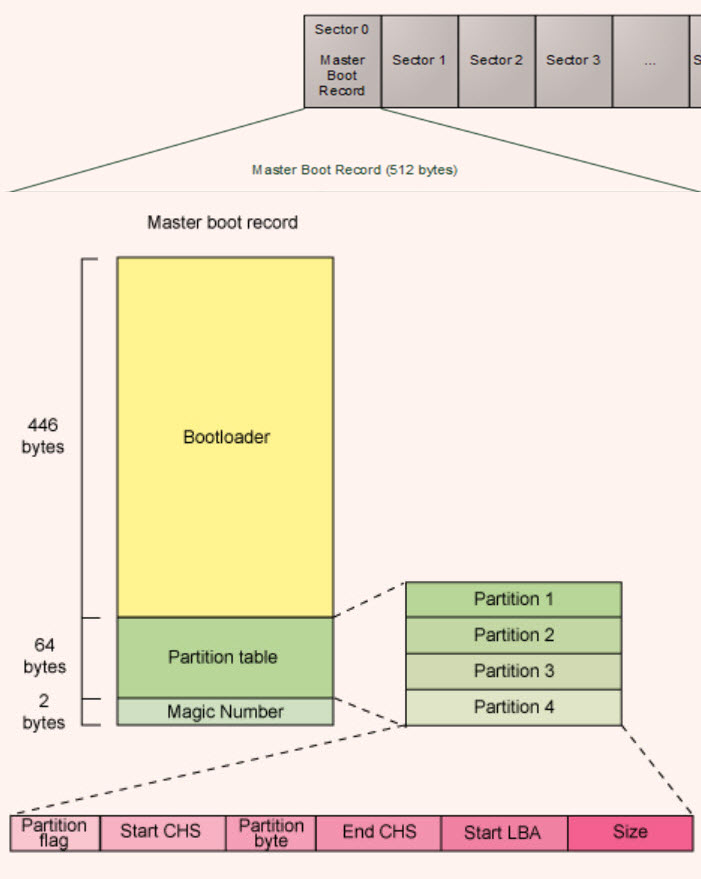 Sector 0
Master
Boot
Record
Sector 1
Sector 2
Sector 3
...
S
Master Boot Record (512 bytes)
Master boot record
446
bytes
Bootloader
64
bytes
Partition table
2
bytes
Magic Number
Partition 1
Partition 2
Partition 3
Partition 4
Partition
flag
Start CHS
Partition
byte
End CHS
Start LBA
Size